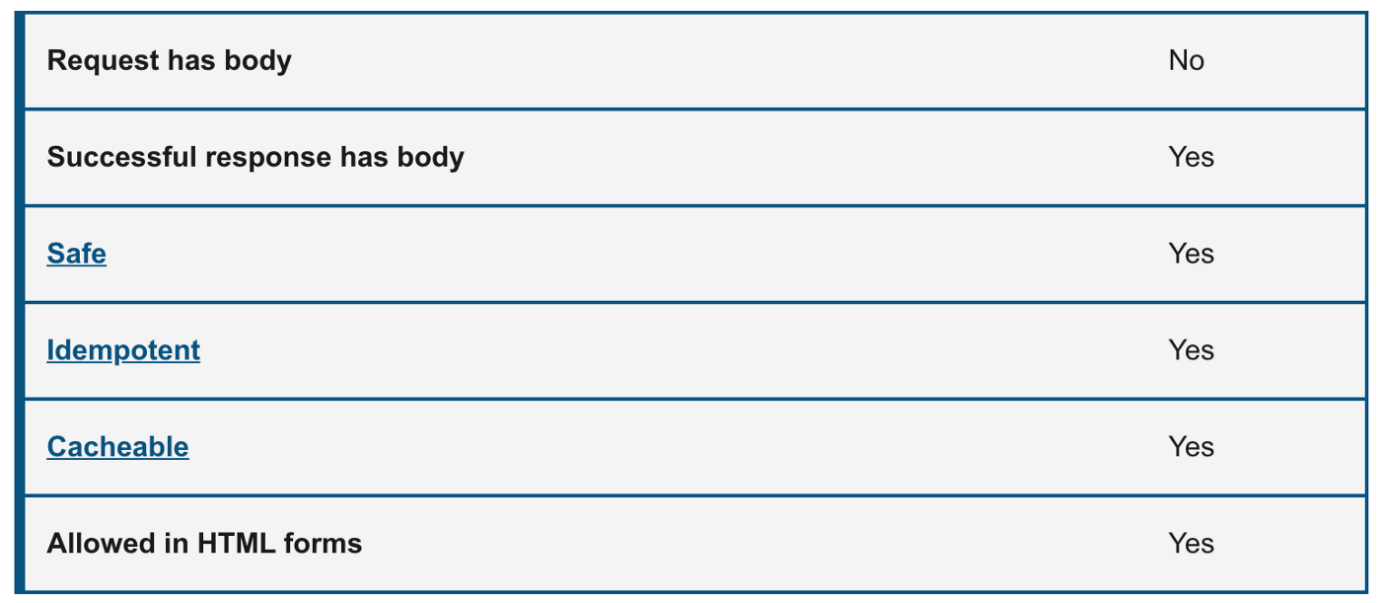 Request has body No
Successful response has body Yes
Safe Yes
Idempotent Yes
Cacheable Yes
Allowed in HTML forms Yes